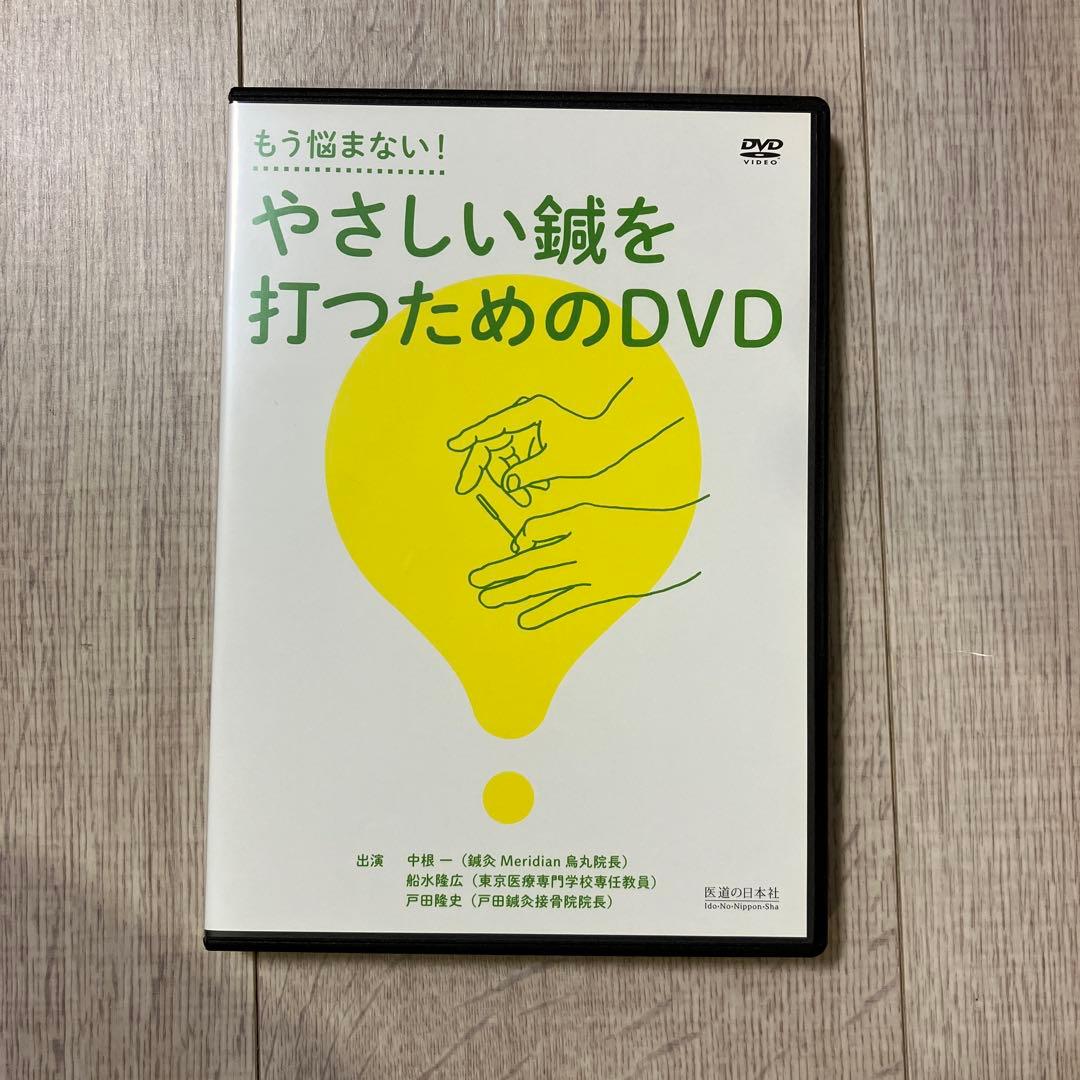 もう悩まない！
DVD
VIDEO
やさしい鍼を
打つためのDVD
出演 中根 一（鍼灸 Meridian 烏丸院長）
船水隆広（東京医療専門学校専任教員）
戸田隆史（戸田鍼灸接骨院院長）
医道の日本社
Ido・No・Nippon・Sha